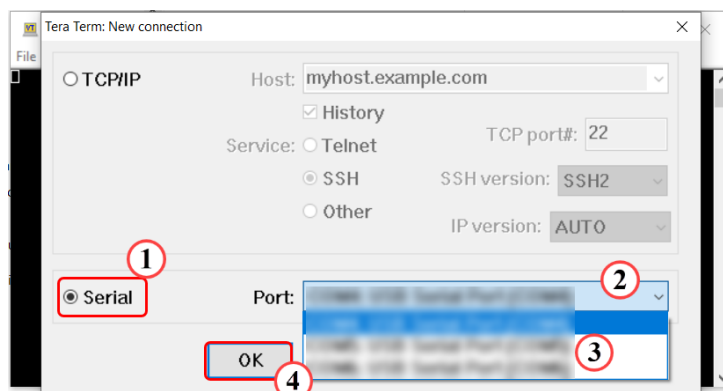 VT Tera Term: New connection
File
TCP/IP Host: myhost.example.com
History
Service: Telnet TCP port#: 22
SSH SSH version: SSH2
Other IP version: AUTO
1
2
Serial Port:
3
OK
4